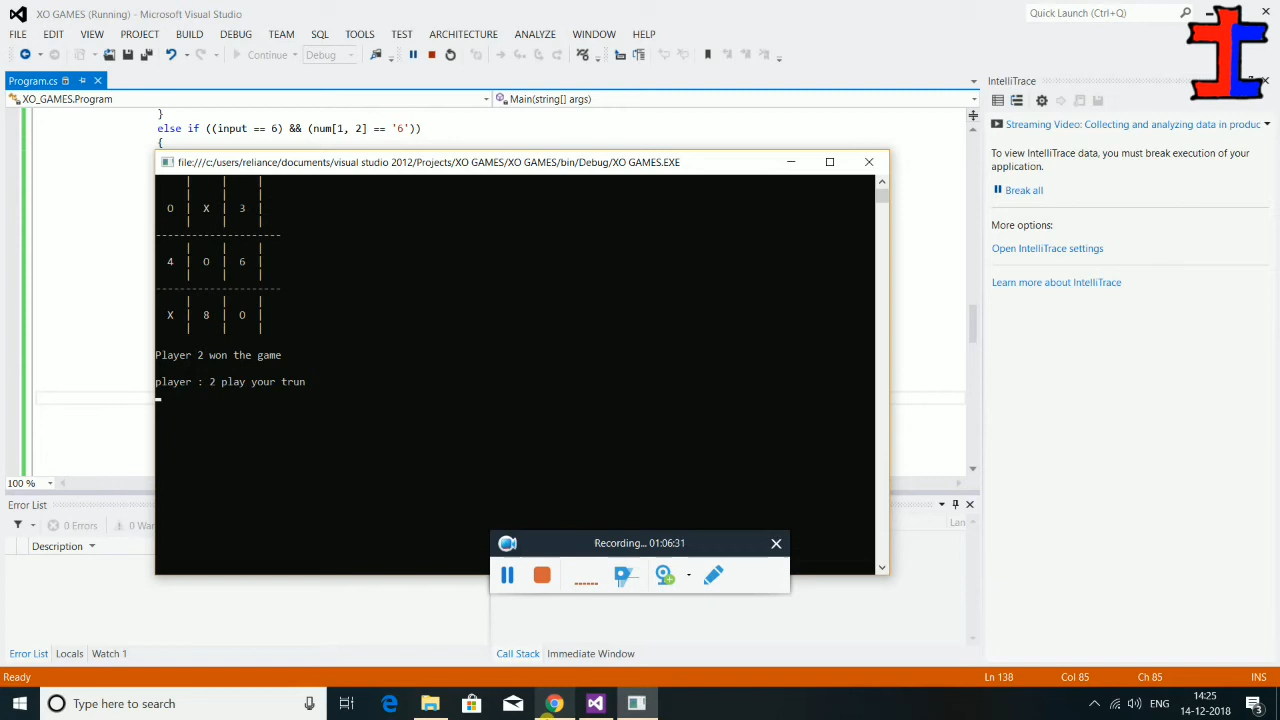 XO GAMES (Running) - Microsoft Visual Studio
Quick Launch (Ctrl+Q)
FILE EDIT VIEW PROJECT BUILD DEBUG TEAM SQL TOOLS TEST ARCHITECTURE ANALYZE WINDOW HELP
Continue Debug
Program.cs
IntelliTrace
XO_GAMES.Program Main(string[] args)
}
else if ((input == 6) && (num[1, 2] == '6'))
{
Streaming Video: Collecting and analyzing data in produc
To view IntelliTrace data, you must break execution of your
application.
Break all
More options:
Open IntelliTrace settings
Learn more about IntelliTrace
file:///c:/users/reliance/documents/visual studio 2012/Projects/XO GAMES/XO GAMES/bin/Debug/XO GAMES.EXE
| | |
| | |
O | X | 3 |
| | |
---------------------
| | |
4 | O | 6 |
| | |
---------------------
| | |
X | 8 | O |
| | |
Player 2 won the game
player : 2 play your trun
100 %
Error List
0 Errors 0 Wa
Lan
Description
Recording... 01:06:31
Error List Locals Watch 1
Call Stack Immediate Window
Ready Ln 138 Col 85 Ch 85 INS
Type here to search
ENG
14:25
14-12-2018
3